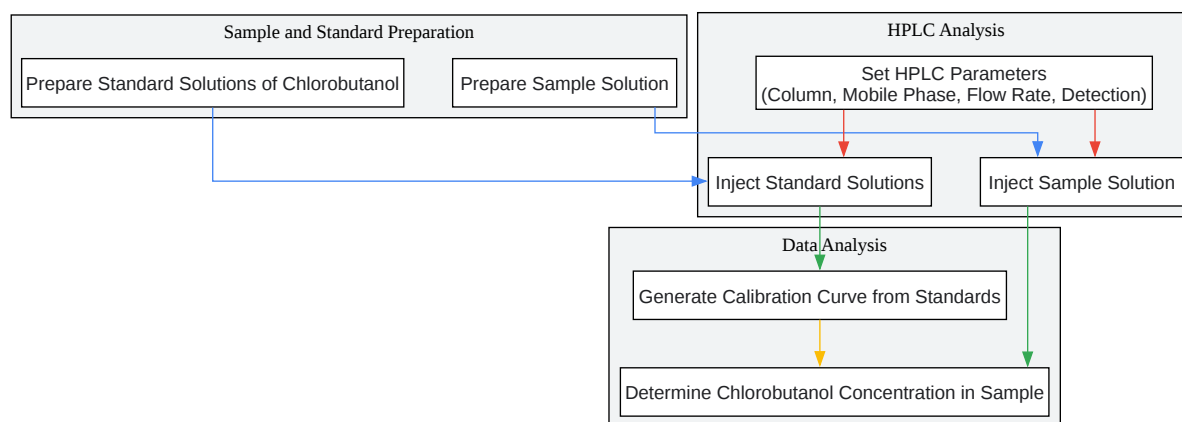 Sample and Standard Preparation
Prepare Standard Solutions of Chlorobutanol
Prepare Sample Solution
HPLC Analysis
Set HPLC Parameters
(Column, Mobile Phase, Flow Rate, Detection)
Inject Standard Solutions
Inject Sample Solution
Data Analysis
Generate Calibration Curve from Standards
Determine Chlorobutanol Concentration in Sample